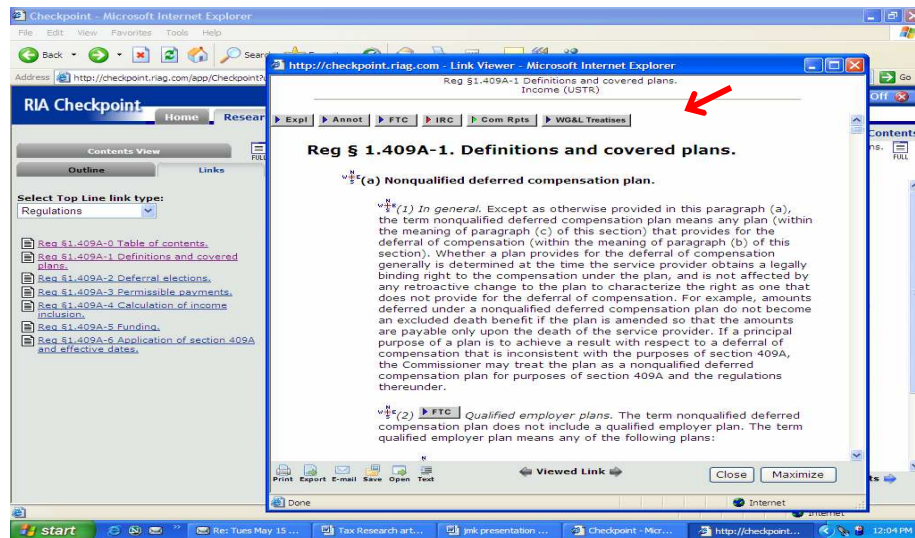 Checkpoint - Microsoft Internet Explorer
File Edit View Favorites Tools Help
Back
Address http://checkpoint.riag.com/app/Checkpoint
Go
RIA Checkpoint
Home
Resear
Off
Contents View
FULL
Outline
Links
Select Top Line link type:
Regulations
Reg §1.409A-0 Table of contents.
Reg §1.409A-1 Definitions and covered
plans.
Reg §1.409A-2 Deferral elections.
Reg §1.409A-3 Permissible payments.
Reg §1.409A-4 Calculation of income
inclusion.
Reg §1.409A-5 Funding.
Reg §1.409A-6 Application of section 409A
and effective dates.
Contents
ns.
FULL
ts
http://checkpoint.riag.com - Link Viewer - Microsoft Internet Explorer
Reg §1.409A-1 Definitions and covered plans.
Income (USTR)
Expl Annot FTC IRC Com Rpts WG&L Treatises
Reg § 1.409A-1. Definitions and covered plans.
(a) Nonqualified deferred compensation plan.
(1) In general. Except as otherwise provided in this paragraph (a),
the term nonqualified deferred compensation plan means any plan (within
the meaning of paragraph (c) of this section) that provides for the
deferral of compensation (within the meaning of paragraph (b) of this
section). Whether a plan provides for the deferral of compensation
generally is determined at the time the service provider obtains a legally
binding right to the compensation under the plan, and is not affected by
any retroactive change to the plan to characterize the right as one that
does not provide for the deferral of compensation. For example, amounts
deferred under a nonqualified deferred compensation plan do not become
an excluded death benefit if the plan is amended so that the amounts
are payable only upon the death of the service provider. If a principal
purpose of a plan is to achieve a result with respect to a deferral of
compensation that is inconsistent with the purposes of section 409A,
the Commissioner may treat the plan as a nonqualified deferred
compensation plan for purposes of section 409A and the regulations
thereunder.
(2) FTC Qualified employer plans. The term nonqualified deferred
compensation plan does not include a qualified employer plan. The term
qualified employer plan means any of the following plans:
Print Export E-mail Save Open Text
Viewed Link
Close Maximize
Done
Internet
start
Re: Tues May 15 ...
Tax Research art...
jmk presentation ...
Checkpoint - Micr...
http://checkpoint...
12:04 PM